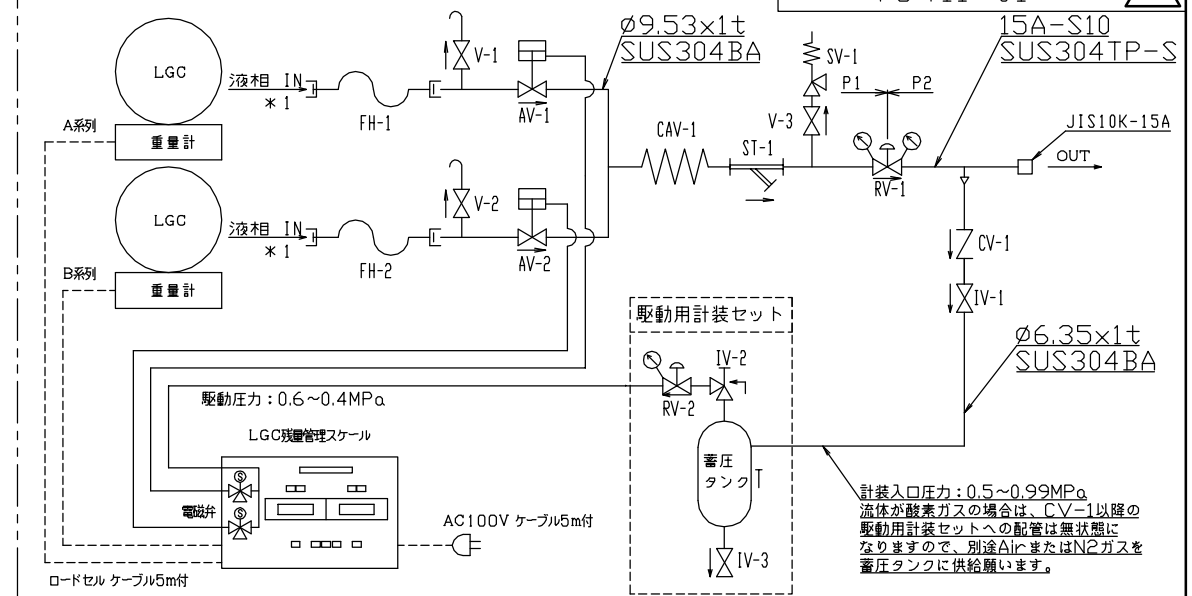 LGC
液相 IN
＊1
FH-1
V-1
AV-1
Ø9.53x1t
SUS304BA
15A-S10
SUS304TP-S
SV-1
V-3
P1
P2
JIS10K-15A
OUT
RV-1
CAV-1
ST-1
A系列
重量計
LGC
液相 IN
＊1
FH-2
V-2
AV-2
B系列
重量計
CV-1
IV-1
Ø6.35x1t
SUS304BA
駆動用計装セット
IV-2
RV-2
蓄圧
タンク
T
IV-3
駆動圧力：0.6~0.4MPa
LGC残量管理スケール
S
S
電磁弁
AC100V ケーブル5m付
ロードセル ケーブル5m付
計装入口圧力：0.5~0.99MPa
流体が酸素ガスの場合は、CV-1以降の
駆動用計装セットへの配管は無状態に
なりますので、別途AirまたはN2ガスを
蓄圧タンクに供給願います。